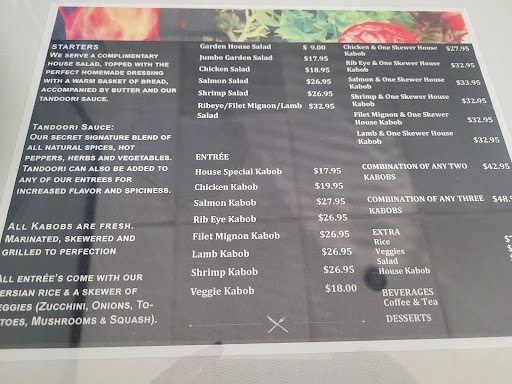 STARTERS
WE SERVE A COMPLIMENTARY
HOUSE SALAD, TOPPED WITH THE
PERFECT HOMEMADE DRESSING
WITH A WARM BASKET OF BREAD,
ACCOMPANIED BY BUTTER AND OUR
TANDOORI SAUCE.
TANDOORI SAUCE:
OUR SECRET SIGNATURE BLEND OF
ALL NATURAL SPICES, HOT
PEPPERS, HERBS AND VEGETABLES.
TANDOORI CAN ALSO BE ADDED TO
ANY OF OUR ENTREES FOR
INCREASED FLAVOR AND SPICINESS.
ALL KABOBS ARE FRESH.
MARINATED, SKEWERED AND
GRILLED TO PERFECTION
ALL ENTRÉE'S COME WITH OUR
PERSIAN RICE & A SKEWER OF
VEGGIES (ZUCCHINI, ONIONS, TO-
TOES, MUSHROOMS & SQUASH).
Garden House Salad $ 9.00
Jumbo Garden Salad $17.95
Chicken Salad $18.95
Salmon Salad $26.95
Shrimp Salad $26.95
Ribeye/Filet Mignon/Lamb $32.95
Salad
ENTRÉE
House Special Kabob $17.95
Chicken Kabob $19.95
Salmon Kabob $27.95
Rib Eye Kabob $26.95
Filet Mignon Kabob $26.95
Lamb Kabob $26.95
Shrimp Kabob $26.95
Veggie Kabob $18.00
Chicken & One Skewer House $27.95
Kabob
Rib Eye & One Skewer House $32.95
Kabob
Salmon & One Skewer House $33.95
Kabob
Shrimp & One Skewer House $32.95
Kabob
Filet Mignon & One Skewer $32.95
House Kabob
Lamb & One Skewer House $32.95
Kabob
COMBINATION OF ANY TWO $42.95
KABOBS
COMBINATION OF ANY THREE $48.
KABOBS
EXTRA
Rice
Veggies
Salad
House Kabob
BEVERAGES
Coffee & Tea
DESSERTS